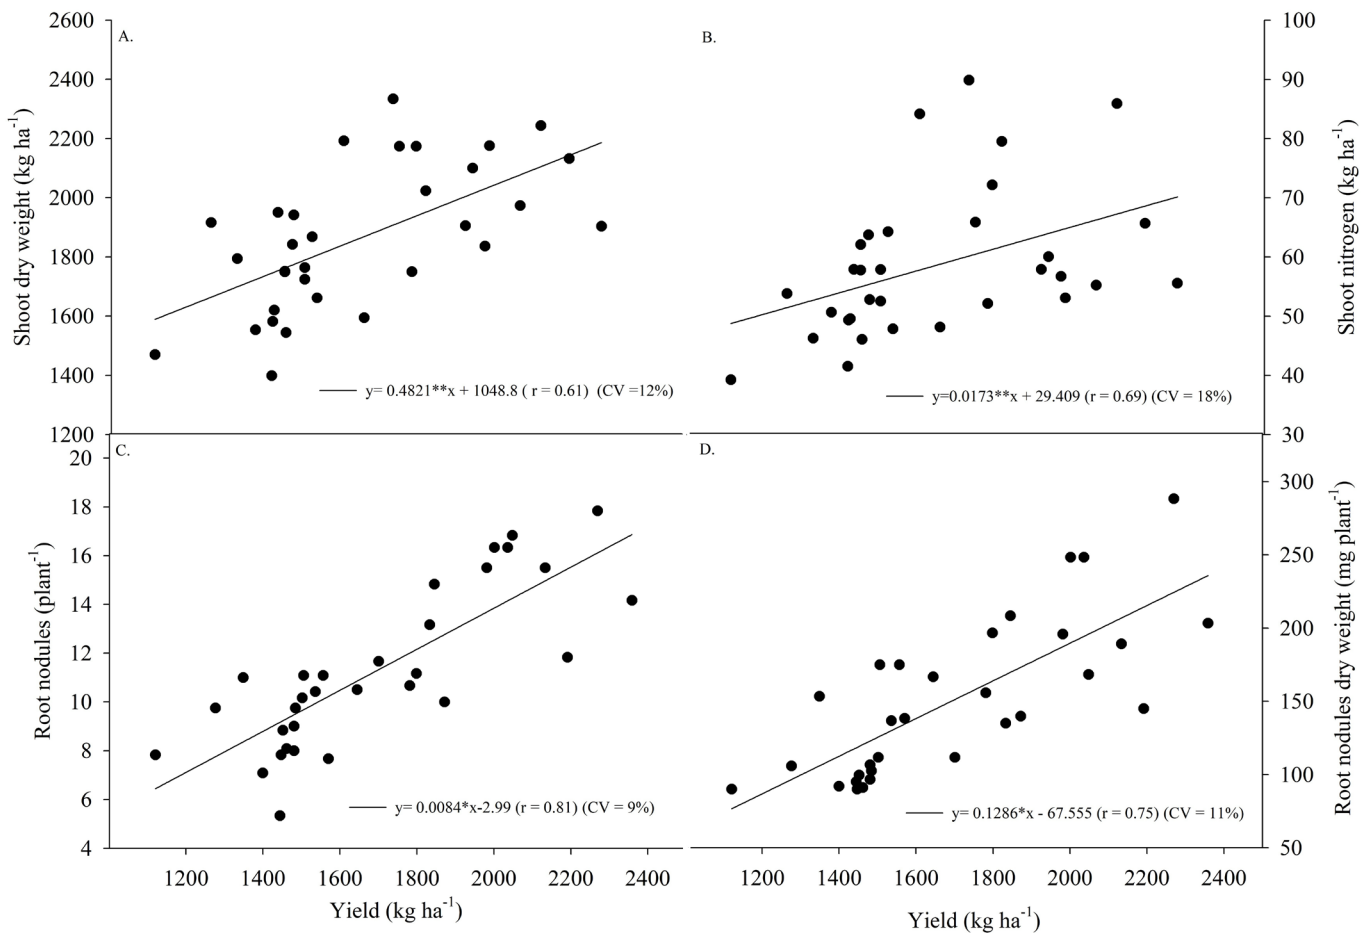 2600
2400
2200
2000
1800
1600
1400
1200
Shoot dry weight (kg ha-1)
A.
y= 0.4821**x + 1048.8 ( r = 0.61) (CV =12%)
B.
y=0.0173**x + 29.409 (r = 0.69) (CV = 18%)
100
90
80
70
60
50
40
30
Shoot nitrogen (kg ha-1)
20
18
16
14
12
10
8
6
4
Root nodules (plant-1)
C.
y= 0.0084*x-2.99 (r = 0.81) (CV = 9%)
1200 1400 1600 1800 2000 2200 2400
Yield (kg ha-1)
D.
y= 0.1286*x - 67.555 (r = 0.75) (CV = 11%)
300
250
200
150
100
50
Root nodules dry weight (mg plant-1)
1200 1400 1600 1800 2000 2200 2400
Yield (kg ha-1)